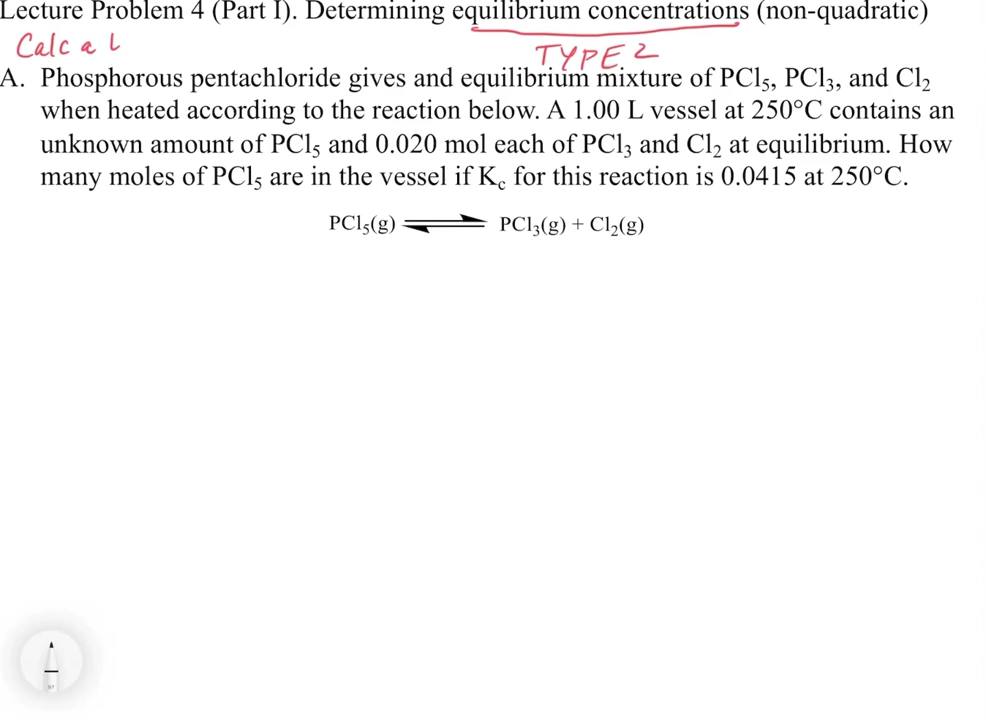 Lecture Problem 4 (Part I). Determining equilibrium concentrations (non-quadratic)
Calc a L
TYPE 2
A. Phosphorous pentachloride gives and equilibrium mixture of PCl₅, PCl₃, and Cl₂
when heated according to the reaction below. A 1.00 L vessel at 250°C contains an
unknown amount of PCl₅ and 0.020 mol each of PCl₃ and Cl₂ at equilibrium. How
many moles of PCl₅ are in the vessel if K꜀ for this reaction is 0.0415 at 250°C.
PCl₅(g) ⇌ PCl₃(g) + Cl₂(g)